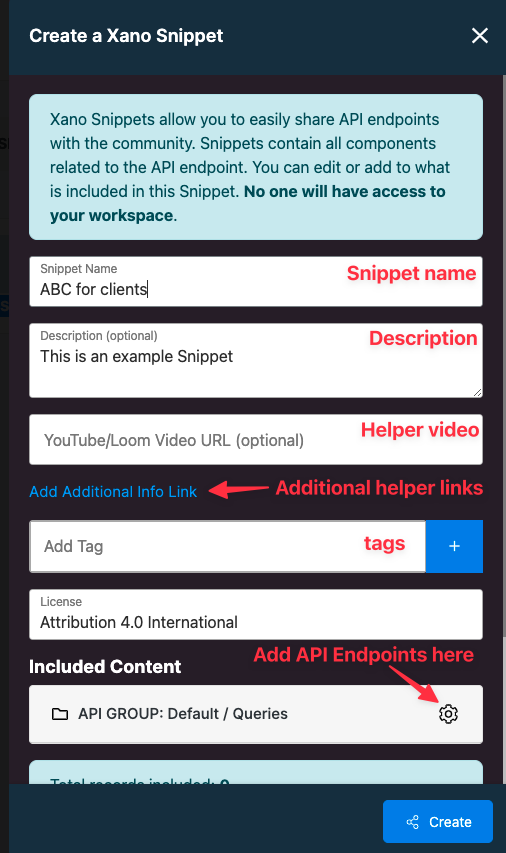 Create a Xano Snippet
Xano Snippets allow you to easily share API endpoints
with the community. Snippets contain all components
related to the API endpoint. You can edit or add to what
is included in this Snippet. No one will have access to
your workspace.
Snippet Name
ABC for clients
Snippet name
Description (optional)
This is an example Snippet
Description
YouTube/Loom Video URL (optional)
Helper video
Add Additional Info Link
Additional helper links
Add Tag
tags
+
License
Attribution 4.0 International
Add API Endpoints here
Included Content
API GROUP: Default / Queries
Total records included:
Create